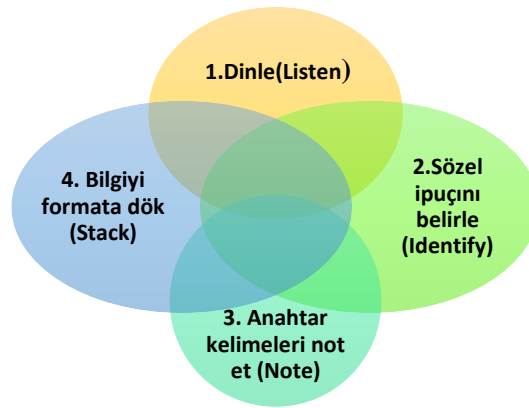 1.Dinle(Listen)
2.Sözel
ipuçını
belirle
(Identify)
3. Anahtar
kelimeleri not
et (Note)
4. Bilgiyi
formata dök
(Stack)